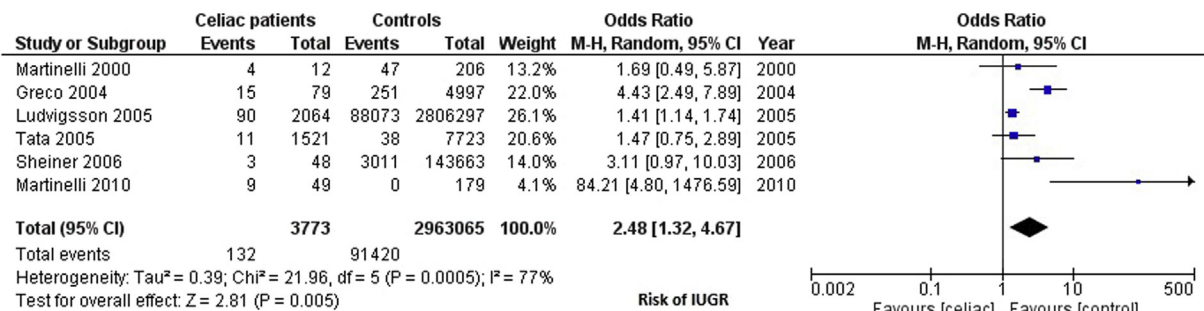 Celiac patients Controls Odds Ratio Odds Ratio
Study or Subgroup Events Total Events Total Weight M-H, Random, 95% CI Year M-H, Random, 95% CI
Martinelli 2000 4 12 47 206 13.2% 1.69 [0.49, 5.87] 2000
Greco 2004 15 79 251 4997 22.0% 4.43 [2.49, 7.89] 2004
Ludvigsson 2005 90 2064 88073 2806297 26.1% 1.41 [1.14, 1.74] 2005
Tata 2005 11 1521 38 7723 20.6% 1.47 [0.75, 2.89] 2005
Sheiner 2006 3 48 3011 143663 14.0% 3.11 [0.97, 10.03] 2006
Martinelli 2010 9 49 0 179 4.1% 84.21 [4.80, 1476.59] 2010
Total (95% CI) 3773 2963065 100.0% 2.48 [1.32, 4.67]
Total events 132 91420
Heterogeneity: Tau² = 0.39; Chi² = 21.96, df = 5 (P = 0.0005); I² = 77%
Test for overall effect: Z = 2.81 (P = 0.005)
Risk of IUGR
0.002 0.1 1 10 500
Favours [celiac] Favours [control]